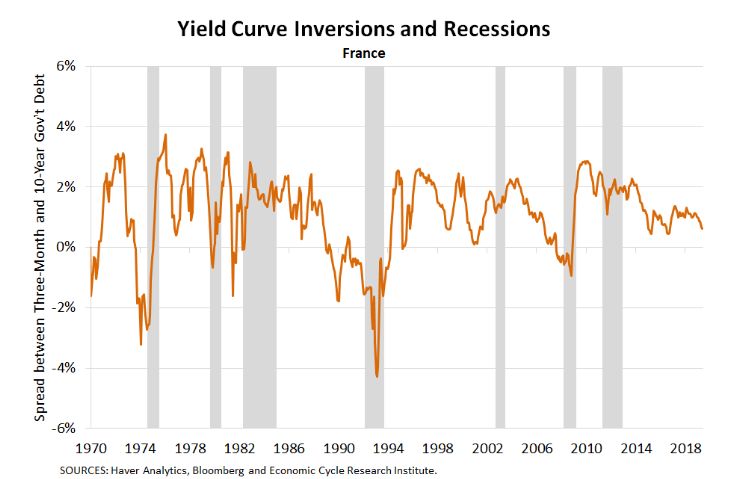 Yield Curve Inversions and Recessions
France
Spread between Three-Month and 10-Year Gov't Debt
6%
4%
2%
0%
-2%
-4%
-6%
1970 1974 1978 1982 1986 1990 1994 1998 2002 2006 2010 2014 2018
SOURCES: Haver Analytics, Bloomberg and Economic Cycle Research Institute.